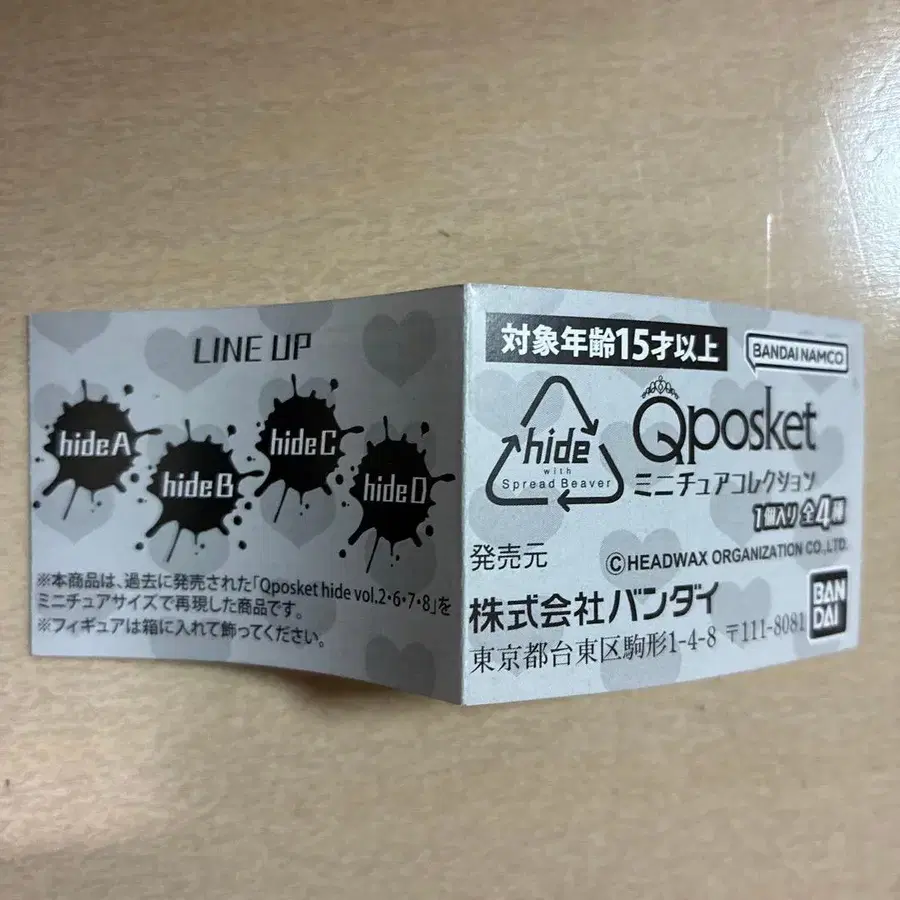 LINE UP
hide A
hide B
hide C
hide D
※本商品は、過去に発売された「Qposket hide vol.2・6・7・8」を
ミニチュアサイズで再現した商品です。
※フィギュアは箱に入れて飾ってください。
対象年齢15才以上
BANDAI NAMCO
hide
with
Spread Beaver
Qposket
ミニチュアコレクション
1個入り 全4種
発売元
©HEADWAX ORGANIZATION CO.,LTD.
株式会社バンダイ
東京都台東区駒形1-4-8 〒111-8081
BAN
DAI